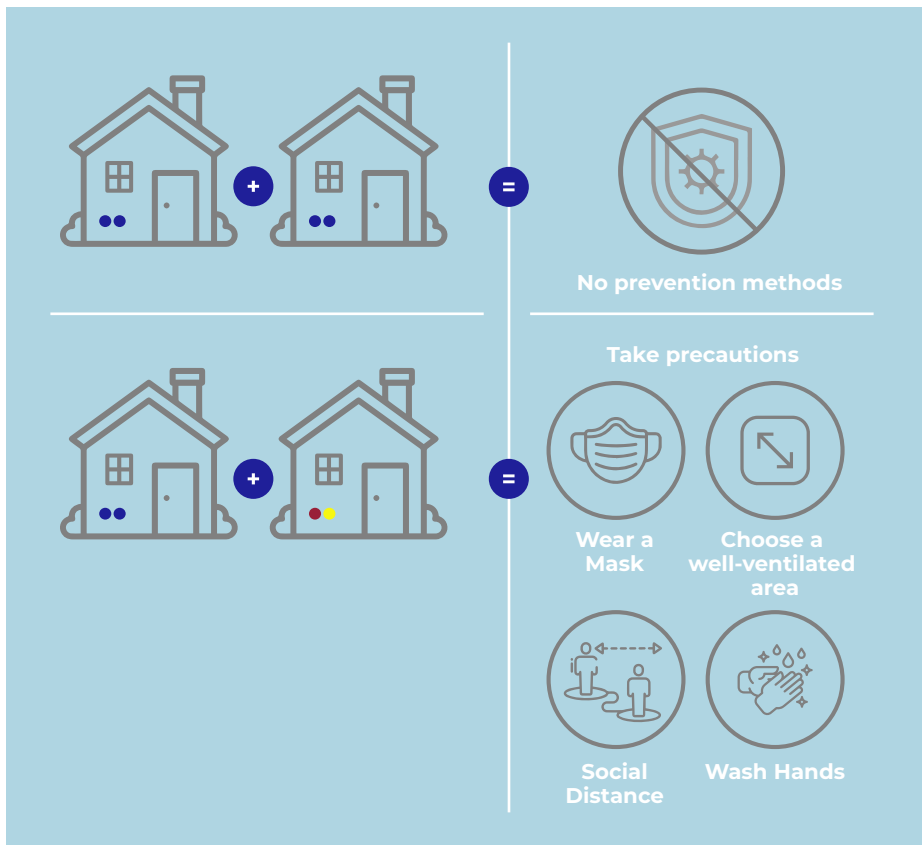 +
=
No prevention methods
Take precautions
+
=
Wear a
Mask
Choose a
well-ventilated
area
Social
Distance
Wash Hands